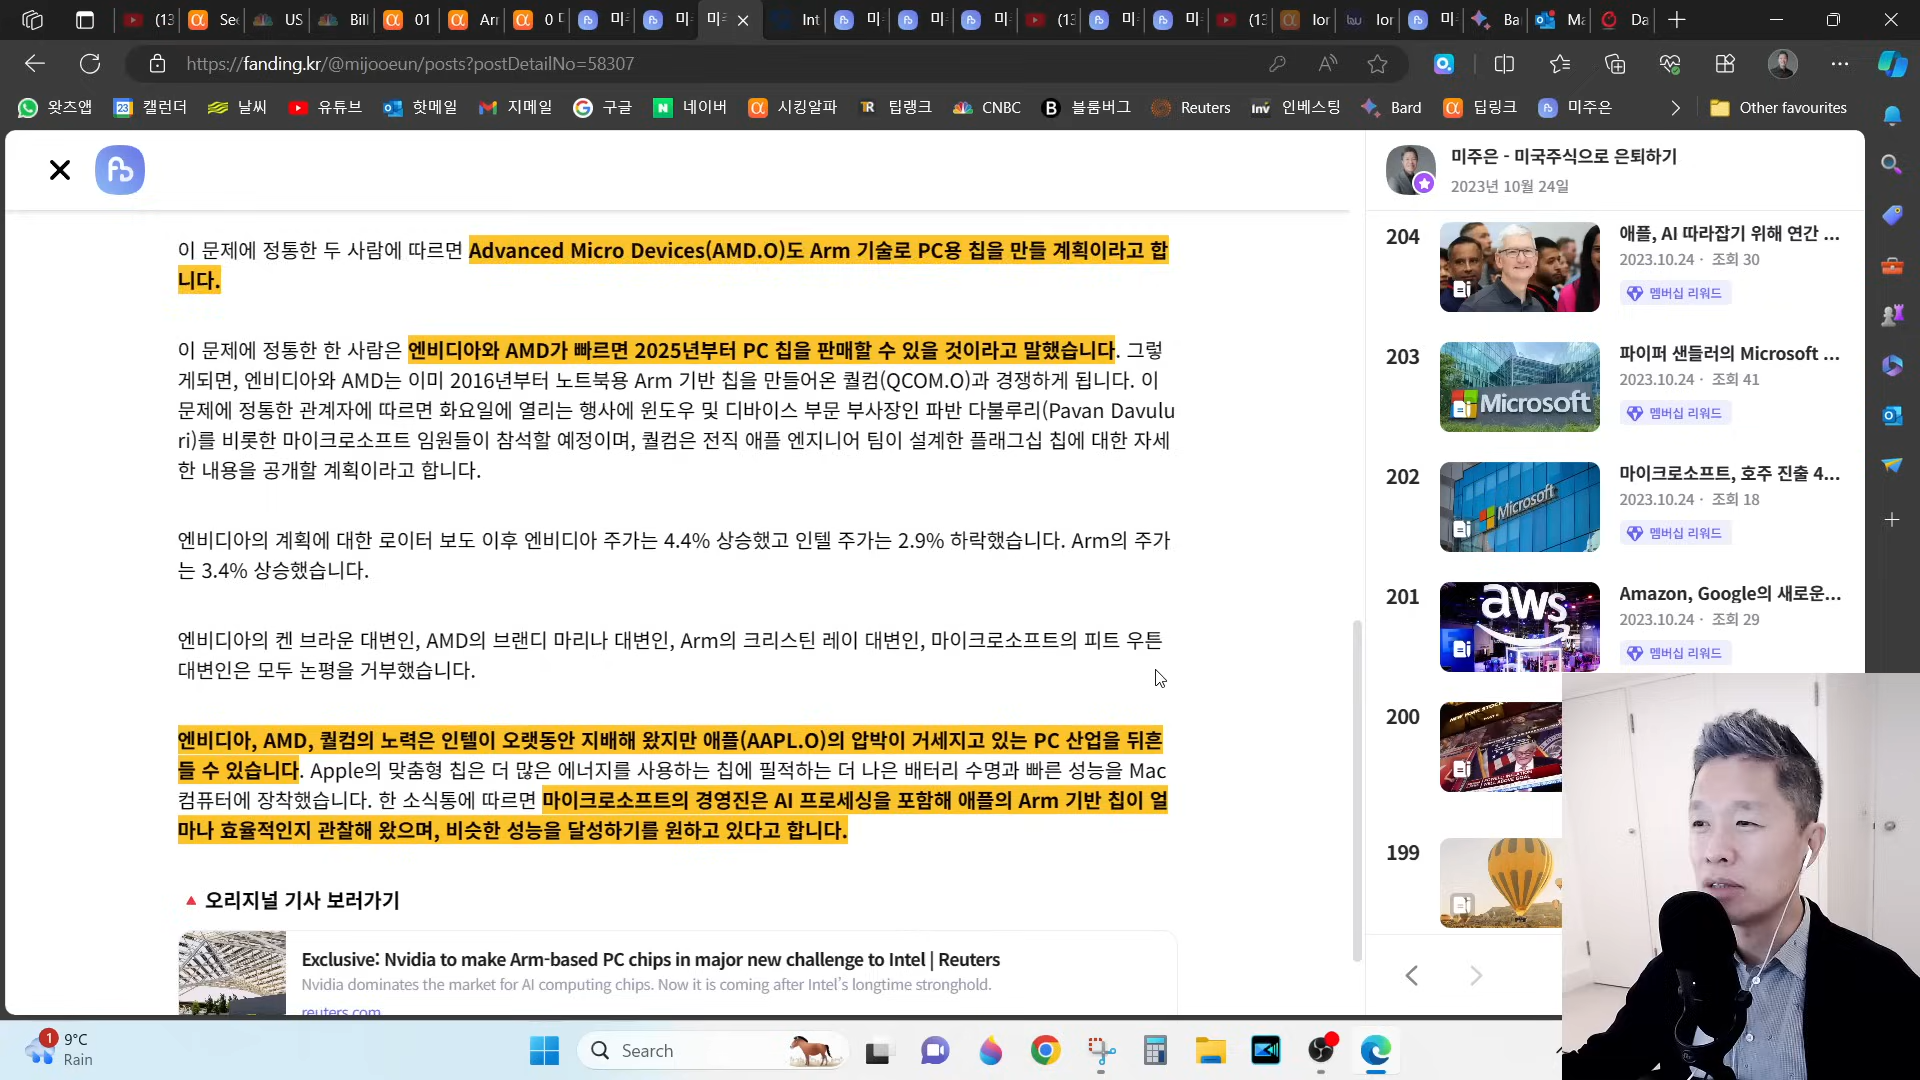 https://fanding.kr/@mijooeun/posts?postDetailNo=58307
왓츠앱 캘린더 날씨 유튜브 핫메일 지메일 구글 네이버 시킹알파 팁랭크 CNBC 블룸버그 Reuters 인베스팅 Bard 딥링크 미주은 Other favourites
이 문제에 정통한 두 사람에 따르면 Advanced Micro Devices(AMD.O)도 Arm 기술로 PC용 칩을 만들 계획이라고 합
니다.
이 문제에 정통한 한 사람은 엔비디아와 AMD가 빠르면 2025년부터 PC 칩을 판매할 수 있을 것이라고 말했습니다. 그렇
게되면, 엔비디아와 AMD는 이미 2016년부터 노트북용 Arm 기반 칩을 만들어온 퀄컴(QCOM.O)과 경쟁하게 됩니다. 이
문제에 정통한 관계자에 따르면 화요일에 열리는 행사에 윈도우 및 디바이스 부문 부사장인 파반 다불루리(Pavan Davulu
ri)를 비롯한 마이크로소프트 임원들이 참석할 예정이며, 퀄컴은 전직 애플 엔지니어 팀이 설계한 플래그십 칩에 대한 자세
한 내용을 공개할 계획이라고 합니다.
엔비디아의 계획에 대한 로이터 보도 이후 엔비디아 주가는 4.4% 상승했고 인텔 주가는 2.9% 하락했습니다. Arm의 주가
는 3.4% 상승했습니다.
엔비디아의 켄 브라운 대변인, AMD의 브랜디 마리나 대변인, Arm의 크리스틴 레이 대변인, 마이크로소프트의 피트 우튼
대변인은 모두 논평을 거부했습니다.
엔비디아, AMD, 퀄컴의 노력은 인텔이 오랫동안 지배해 왔지만 애플(AAPL.O)의 압박이 거세지고 있는 PC 산업을 뒤흔
들 수 있습니다. Apple의 맞춤형 칩은 더 많은 에너지를 사용하는 칩에 필적하는 더 나은 배터리 수명과 빠른 성능을 Mac
컴퓨터에 장착했습니다. 한 소식통에 따르면 마이크로소프트의 경영진은 AI 프로세싱을 포함해 애플의 Arm 기반 칩이 얼
마나 효율적인지 관찰해 왔으며, 비슷한 성능을 달성하기를 원하고 있다고 합니다.
🔺 오리지널 기사 보러가기
Exclusive: Nvidia to make Arm-based PC chips in major new challenge to Intel | Reuters
Nvidia dominates the market for AI computing chips. Now it is coming after Intel's longtime stronghold.
reuters.com
미주은 - 미국주식으로 은퇴하기
2023년 10월 24일
204
애플, AI 따라잡기 위해 연간 ...
2023.10.24 · 조회 30
멤버십 리워드
203
Microsoft
파이퍼 샌들러의 Microsoft ...
2023.10.24 · 조회 41
멤버십 리워드
202
Microsoft
마이크로소프트, 호주 진출 4...
2023.10.24 · 조회 18
멤버십 리워드
201
aws
Amazon, Google의 새로운...
2023.10.24 · 조회 29
멤버십 리워드
200
199
1
9°C
Rain
Search